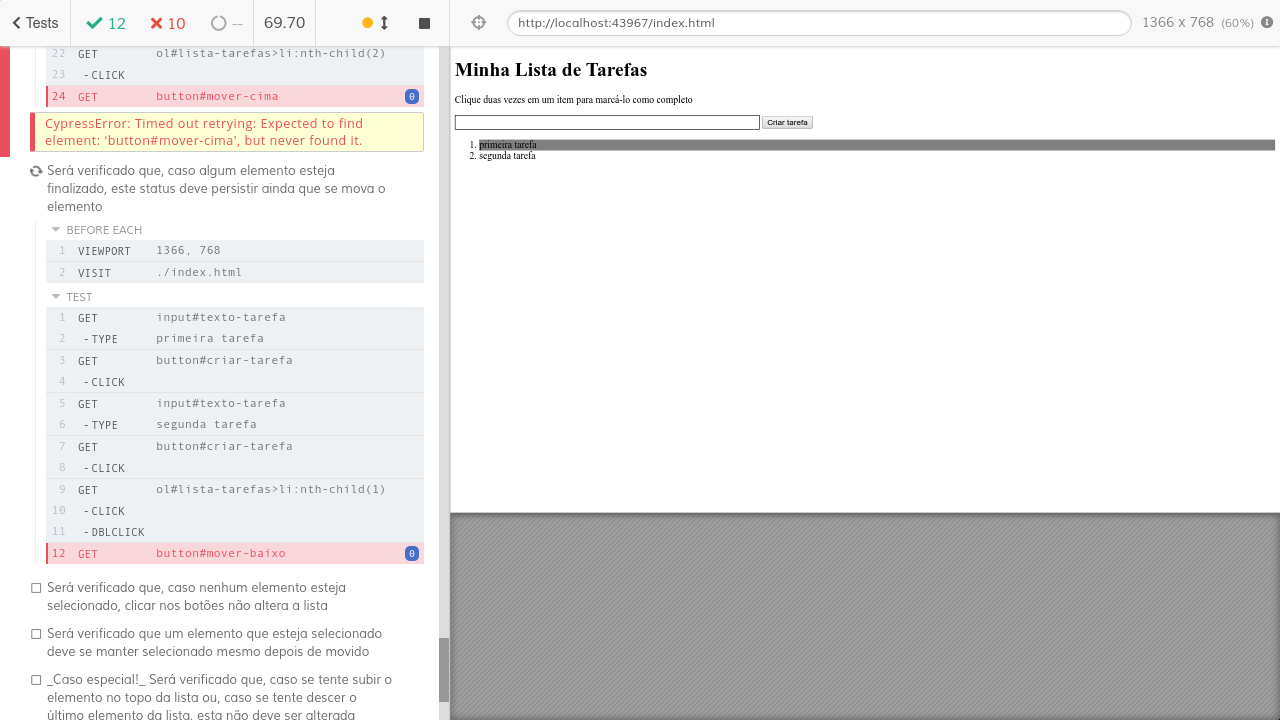 Tests
12
10
--
69.70
http://localhost:43967/index.html
1366 x 768 (60%)
22 GET ol#lista-tarefas>li:nth-child(2)
23 -CLICK
24 GET button#mover-cima 0
CypressError: Timed out retrying: Expected to find
element: 'button#mover-cima', but never found it.
Será verificado que, caso algum elemento esteja
finalizado, este status deve persistir ainda que se mova o
elemento
BEFORE EACH
1 VIEWPORT 1366, 768
2 VISIT ./index.html
TEST
1 GET input#texto-tarefa
2 -TYPE primeira tarefa
3 GET button#criar-tarefa
4 -CLICK
5 GET input#texto-tarefa
6 -TYPE segunda tarefa
7 GET button#criar-tarefa
8 -CLICK
9 GET ol#lista-tarefas>li:nth-child(1)
10 -CLICK
11 -DBLCLICK
12 GET button#mover-baixo 0
Será verificado que, caso nenhum elemento esteja
selecionado, clicar nos botões não altera a lista
Será verificado que um elemento que esteja selecionado
deve se manter selecionado mesmo depois de movido
_Caso especial!_ Será verificado que, caso se tente subir o
elemento no topo da lista ou, caso se tente descer o
último elemento da lista, esta não deve ser alterada
Minha Lista de Tarefas
Clique duas vezes em um item para marcá-lo como completo
Criar tarefa
1. primeira tarefa
2. segunda tarefa